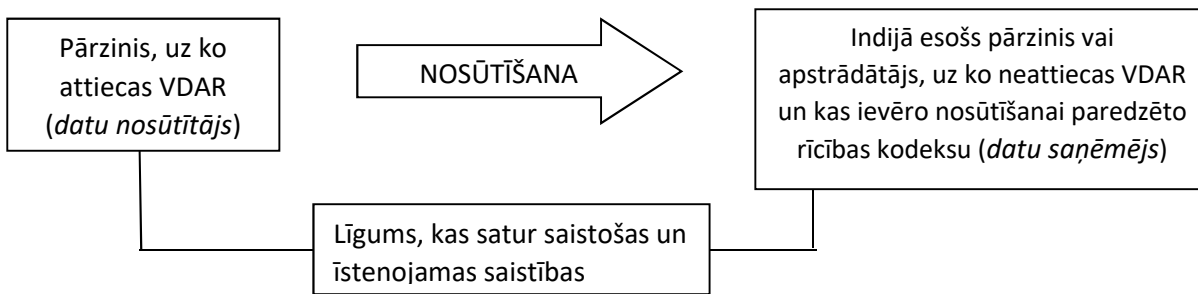 Pārzinis, uz ko
attiecas VDAR
(datu nosūtītājs)
NOSŪTĪŠANA
Indijā esošs pārzinis vai
apstrādātājs, uz ko neattiecas VDAR
un kas ievēro nosūtīšanai paredzēto
rīcības kodeksu (datu saņēmējs)
Līgums, kas satur saistošas un
īstenojamas saistības